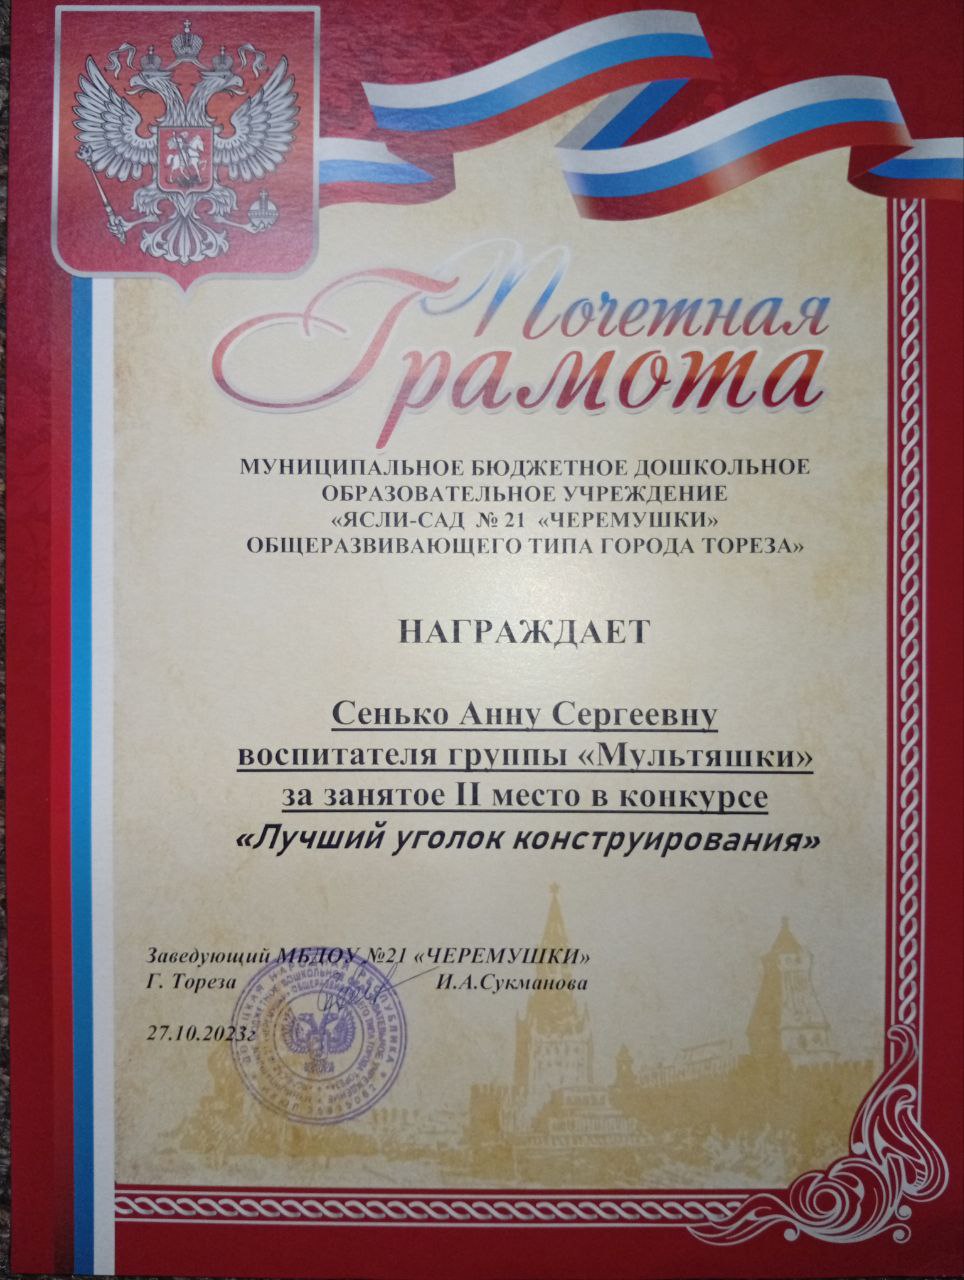 Почетная
Грамота
МУНИЦИПАЛЬНОЕ БЮДЖЕТНОЕ ДОШКОЛЬНОЕ
ОБРАЗОВАТЕЛЬНОЕ УЧРЕЖДЕНИЕ
«ЯСЛИ-САД № 21 «ЧЕРЕМУШКИ»
ОБЩЕРАЗВИВАЮЩЕГО ТИПА ГОРОДА ТОРЕЗА»
НАГРАЖДАЕТ
Сенько Анну Сергеевну
воспитателя группы «Мультяшки»
за занятое II место в конкурсе
«Лучший уголок конструирования»
Заведующий МБДОУ №21 «ЧЕРЕМУШКИ»
Г. Тореза И.А.Сукманова
27.10.2023г